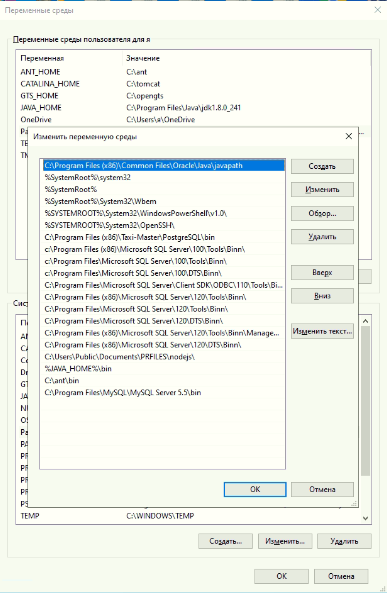 Переменные среды
Переменные среды пользователя для я
Переменная Значение
ANT_HOME C:\ant
CATALINA_HOME C:\tomcat
GTS_HOME C:\opengts
JAVA_HOME C:\Program Files\Java\jdk1.8.0_241
OneDrive C:\Users\я\OneDrive
Изменить переменную среды
C:\Program Files (x86)\Common Files\Oracle\Java\javapath
%SystemRoot%\system32
%SystemRoot%
%SystemRoot%\System32\Wbem
%SYSTEMROOT%\System32\WindowsPowerShell\v1.0\
%SYSTEMROOT%\System32\OpenSSH\
C:\Program Files (x86)\Taxi-Master\PostgreSQL\bin
c:\Program Files (x86)\Microsoft SQL Server\100\Tools\Binn\
c:\Program Files\Microsoft SQL Server\100\Tools\Binn\
c:\Program Files\Microsoft SQL Server\100\DTS\Binn\
C:\Program Files\Microsoft SQL Server\Client SDK\ODBC\110\Tools\Bi...
C:\Program Files (x86)\Microsoft SQL Server\120\Tools\Binn\
C:\Program Files\Microsoft SQL Server\120\Tools\Binn\
C:\Program Files\Microsoft SQL Server\120\DTS\Binn\
C:\Program Files (x86)\Microsoft SQL Server\120\Tools\Binn\Manage...
C:\Program Files (x86)\Microsoft SQL Server\120\DTS\Binn\
C:\Users\Public\Documents\PRFILES\nodejs\
%JAVA_HOME%\bin
C:\ant\bin
C:\Program Files\MySQL\MySQL Server 5.5\bin
Создать
Изменить
Обзор...
Удалить
Вверх
Вниз
Изменить текст...
OK Отмена
TEMP C:\WINDOWS\TEMP
Создать... Изменить... Удалить
OK Отмена